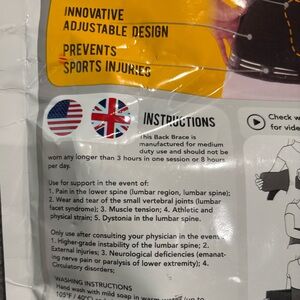 INNOVATIVE
ADJUSTABLE DESIGN
PREVENTS
SPORTS INJURIES
INSTRUCTIONS
This Back Brace is
manufactured for medium
duty use and should not be
worn any longer than 3 hours in one session or 8 hours
per day.
Use for support in the event of:
1. Pain in the lower spine (lumbar region, lumbar spine);
2. Wear and tear of the small vertebral joints (lumbar
facet syndrome); 3. Muscle tension; 4. Athletic and
physical strain; 5. Dystonia in the lumbar spine.
Only use after consulting your physician in the event
1. Higher-grade instability of the lumbar spine; 2.
External injuries; 3. Neurological deficiencies (emanat-
ing nerve pain or paralysis of lower extremity); 4.
Circulatory disorders;
WASHING INSTRUCTIONS
Hand wash with mild soap in warm water (up to
105°F / 40°C)
Check w
for vide